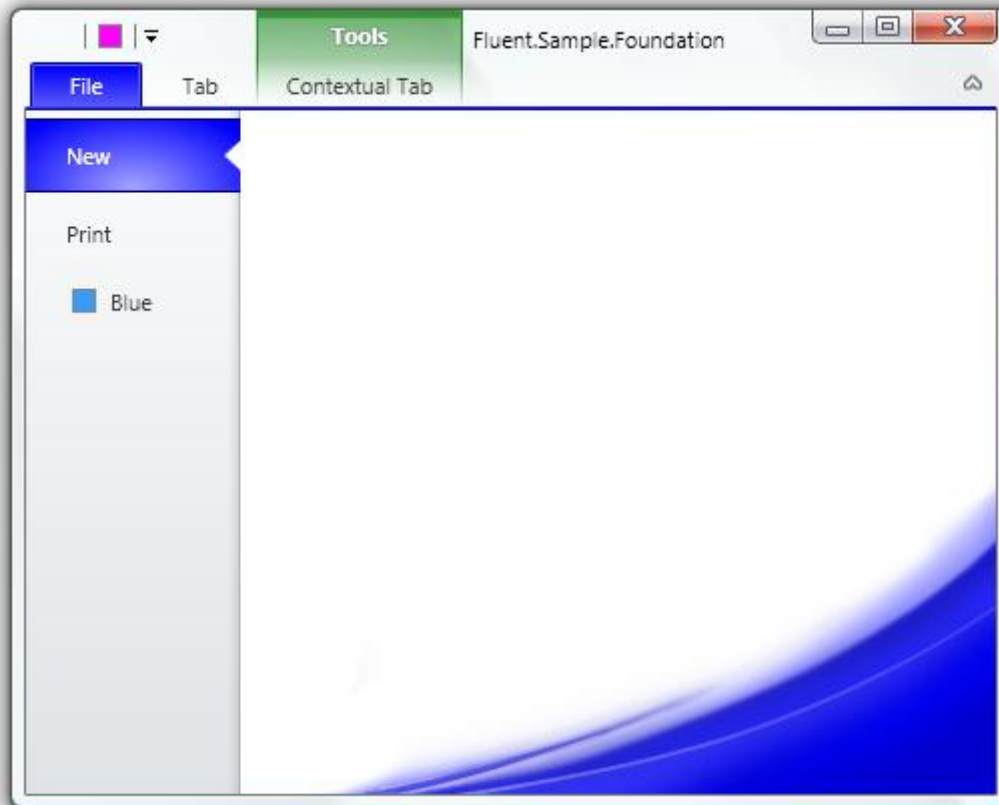 Tools
Fluent.Sample.Foundation
File
Tab
Contextual Tab
New
Print
Blue